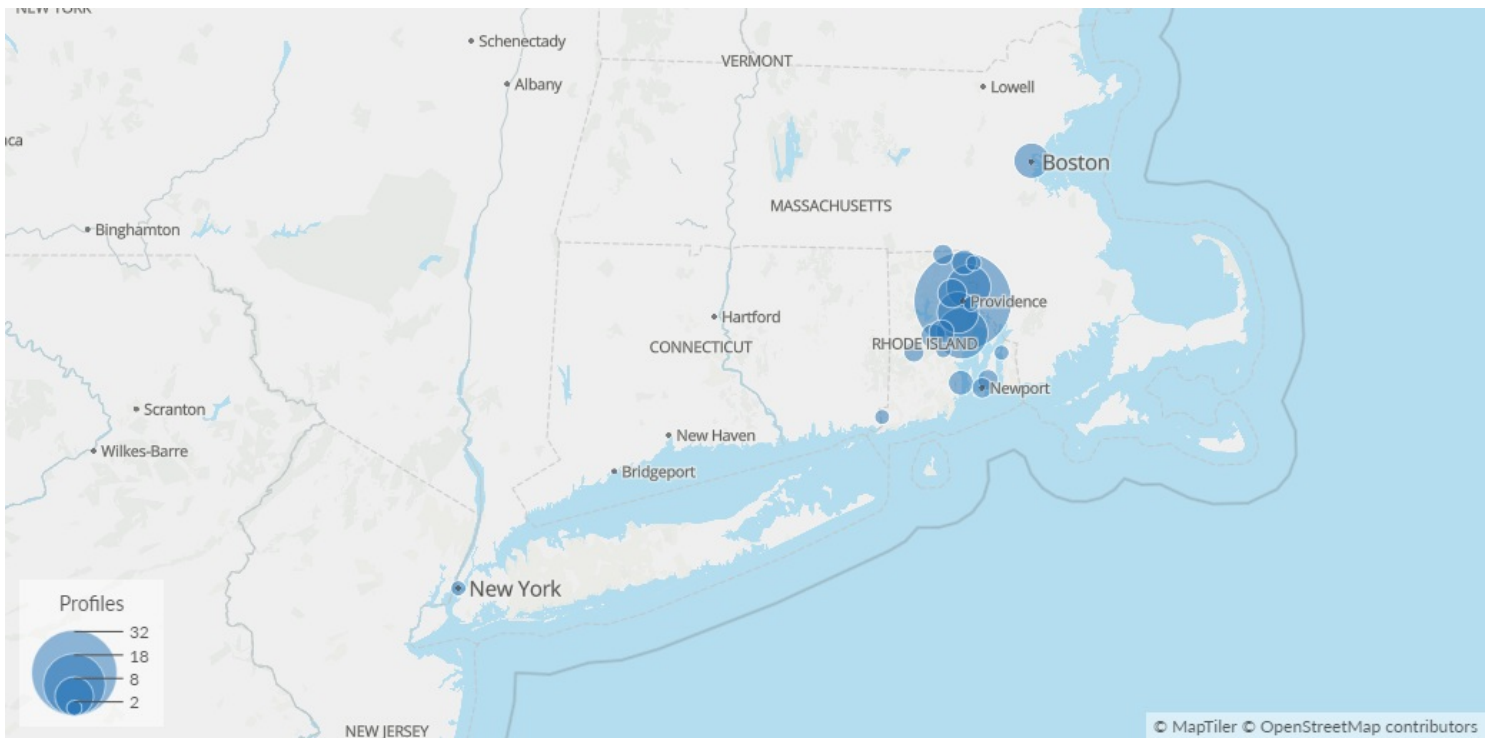 NEW YORK
Schenectady
VERMONT
Albany
Lowell
ica
Boston
MASSACHUSETTS
Binghamton
Providence
Hartford
RHODE ISLAND
CONNECTICUT
Newport
Scranton
New Haven
Wilkes-Barre
Bridgeport
New York
Profiles
32
18
8
2
NEW JERSEY
© MapTiler © OpenStreetMap contributors